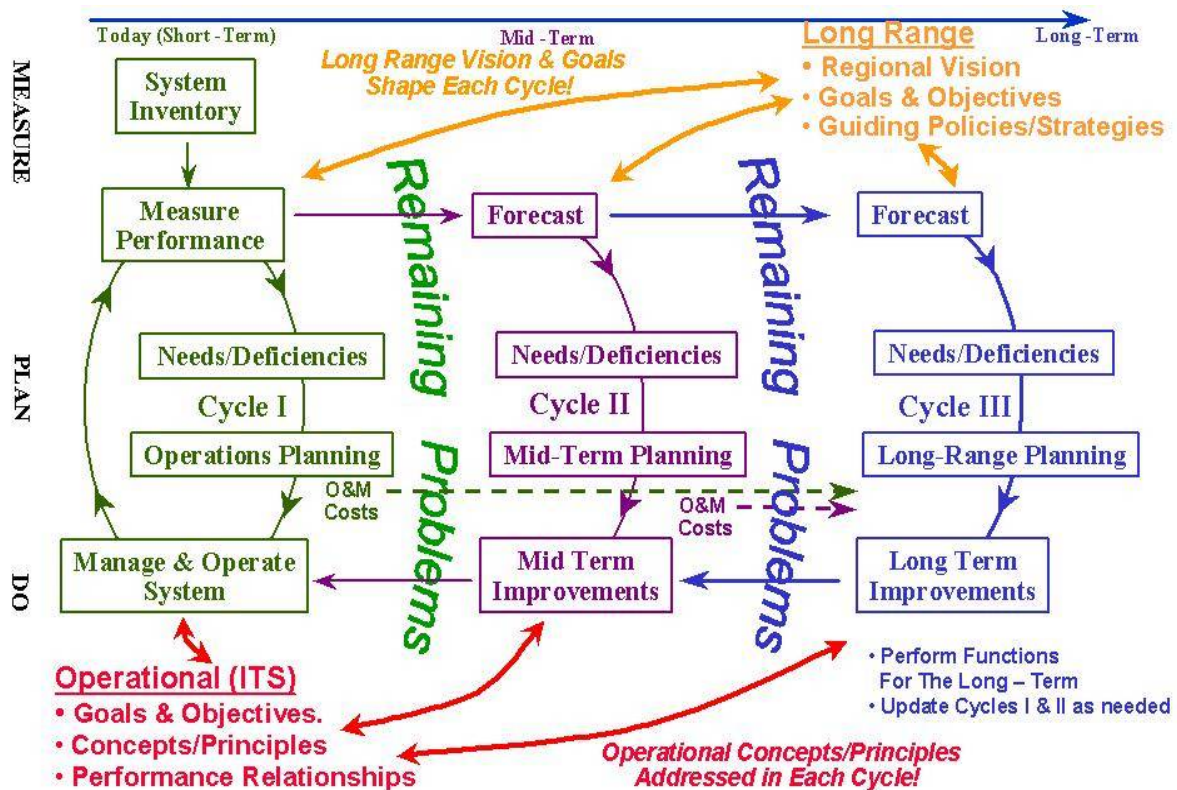 Today (Short -Term)
Mid -Term
Long -Term
MEASURE
PLAN
DO
System
Inventory
Long Range Vision & Goals
Shape Each Cycle!
Long Range
• Regional Vision
• Goals & Objectives
• Guiding Policies/Strategies
Measure
Performance
Forecast
Forecast
Remaining
Problems
Remaining
Problems
Needs/Deficiencies
Needs/Deficiencies
Needs/Deficiencies
Cycle I
Cycle II
Cycle III
Operations Planning
Mid-Term Planning
Long-Range Planning
O&M
Costs
O&M
Costs
Manage & Operate
System
Mid Term
Improvements
Long Term
Improvements
Operational (ITS)
• Goals & Objectives.
• Concepts/Principles
• Performance Relationships
• Perform Functions
For The Long – Term
• Update Cycles I & II as needed
Operational Concepts/Principles
Addressed in Each Cycle!